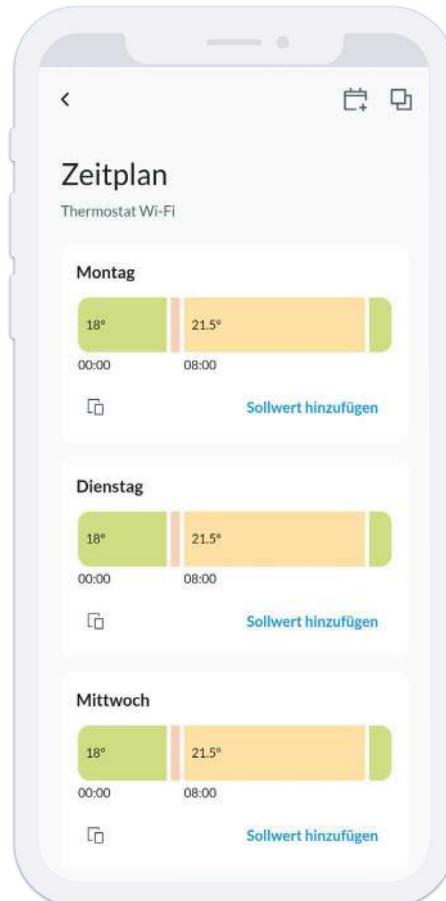 Zeitplan
Thermostat Wi-Fi
Montag
18° 21.5°
00:00 08:00
Sollwert hinzufügen
Dienstag
18° 21.5°
00:00 08:00
Sollwert hinzufügen
Mittwoch
18° 21.5°
00:00 08:00
Sollwert hinzufügen